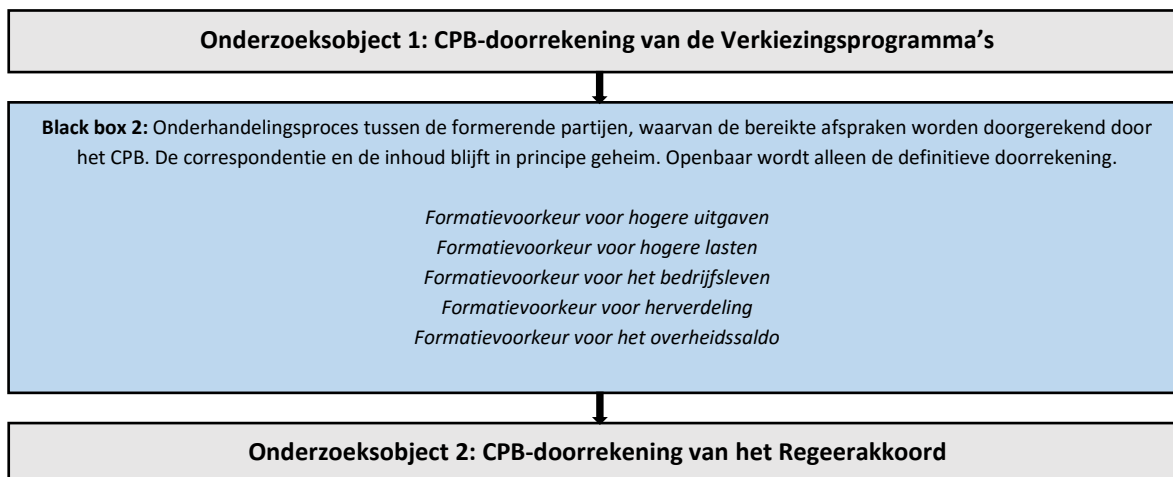 Onderzoeksobject 1: CPB-doorrekening van de Verkiezingsprogramma's
Black box 2: Onderhandelingsproces tussen de formerende partijen, waarvan de bereikte afspraken worden doorgerekend door
het CPB. De correspondentie en de inhoud blijft in principe geheim. Openbaar wordt alleen de definitieve doorrekening.
Formatievoorkeur voor hogere uitgaven
Formatievoorkeur voor hogere lasten
Formatievoorkeur voor het bedrijfsleven
Formatievoorkeur voor herverdeling
Formatievoorkeur voor het overheidssaldo
Onderzoeksobject 2: CPB-doorrekening van het Regeerakkoord